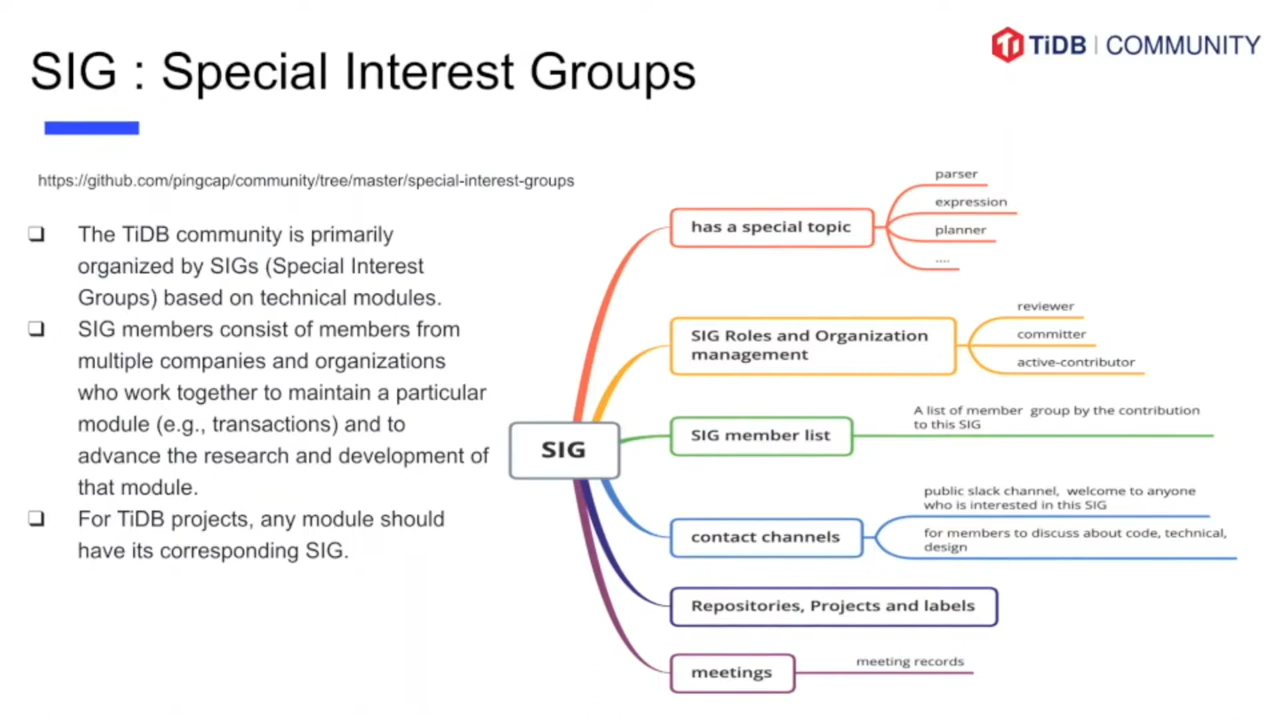 TiDB | COMMUNITY
SIG : Special Interest Groups
https://github.com/pingcap/community/tree/master/special-interest-groups
The TiDB community is primarily
organized by SIGs (Special Interest
Groups) based on technical modules.
SIG members consist of members from
multiple companies and organizations
who work together to maintain a particular
module (e.g., transactions) and to
advance the research and development of
that module.
For TiDB projects, any module should
have its corresponding SIG.
SIG
has a special topic
parser
expression
planner
....
SIG Roles and Organization
management
reviewer
committer
active-contributor
SIG member list
A list of member group by the contribution
to this SIG
contact channels
public slack channel, welcome to anyone
who is interested in this SIG
for members to discuss about code, technical,
design
Repositories, Projects and labels
meetings
meeting records